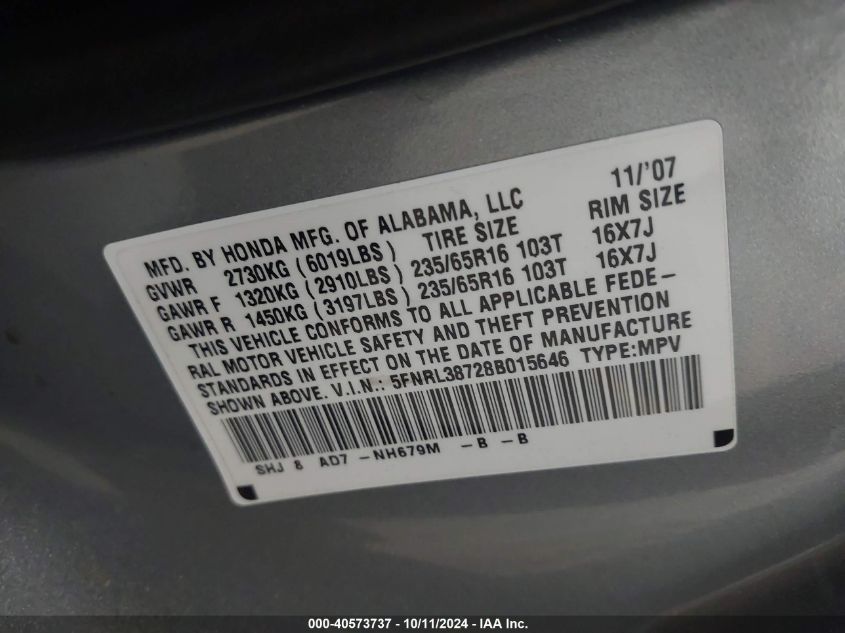 MFD. BY HONDA MFG. OF ALABAMA, LLC 11/'07
GVWR 2730KG (6019LBS) TIRE SIZE RIM SIZE
GAWR F 1320KG (2910LBS) 235/65R16 103T 16X7J
GAWR R 1450KG (3197LBS) 235/65R16 103T 16X7J
THIS VEHICLE CONFORMS TO ALL APPLICABLE FEDE-
RAL MOTOR VEHICLE SAFETY AND THEFT PREVENTION
STANDARDS IN EFFECT ON THE DATE OF MANUFACTURE
SHOWN ABOVE. V.I.N.: 5FNRL38728B015646 TYPE:MPV
SHJ 8 AD7 -NH679M -B -B
000-40573737 - 10/11/2024 - IAA Inc.